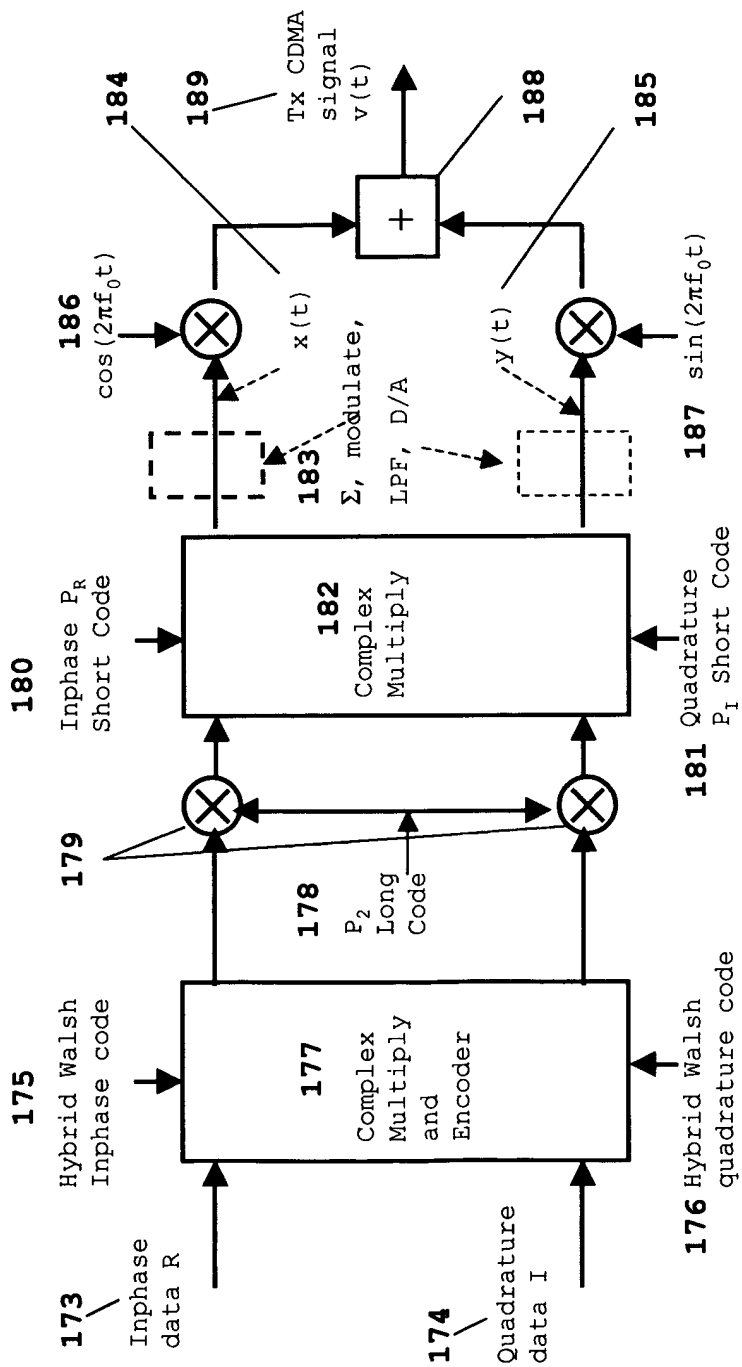 173
Inphase
data R
174
Quadrature
data I
175
Hybrid Walsh
Inphase code
177
Complex
Multiply
and
Encoder
176 Hybrid Walsh
quadrature code
179
178
P₂
Long
Code
180
Inphase P_R
Short Code
182
Complex
Multiply
181 Quadrature
P_I Short Code
183
Σ, modulate,
LPF, D/A
186
cos(2πf₀t)
x(t)
y(t)
187 sin(2πf₀t)
184
189
Tx CDMA
signal
v(t)
+
188
185